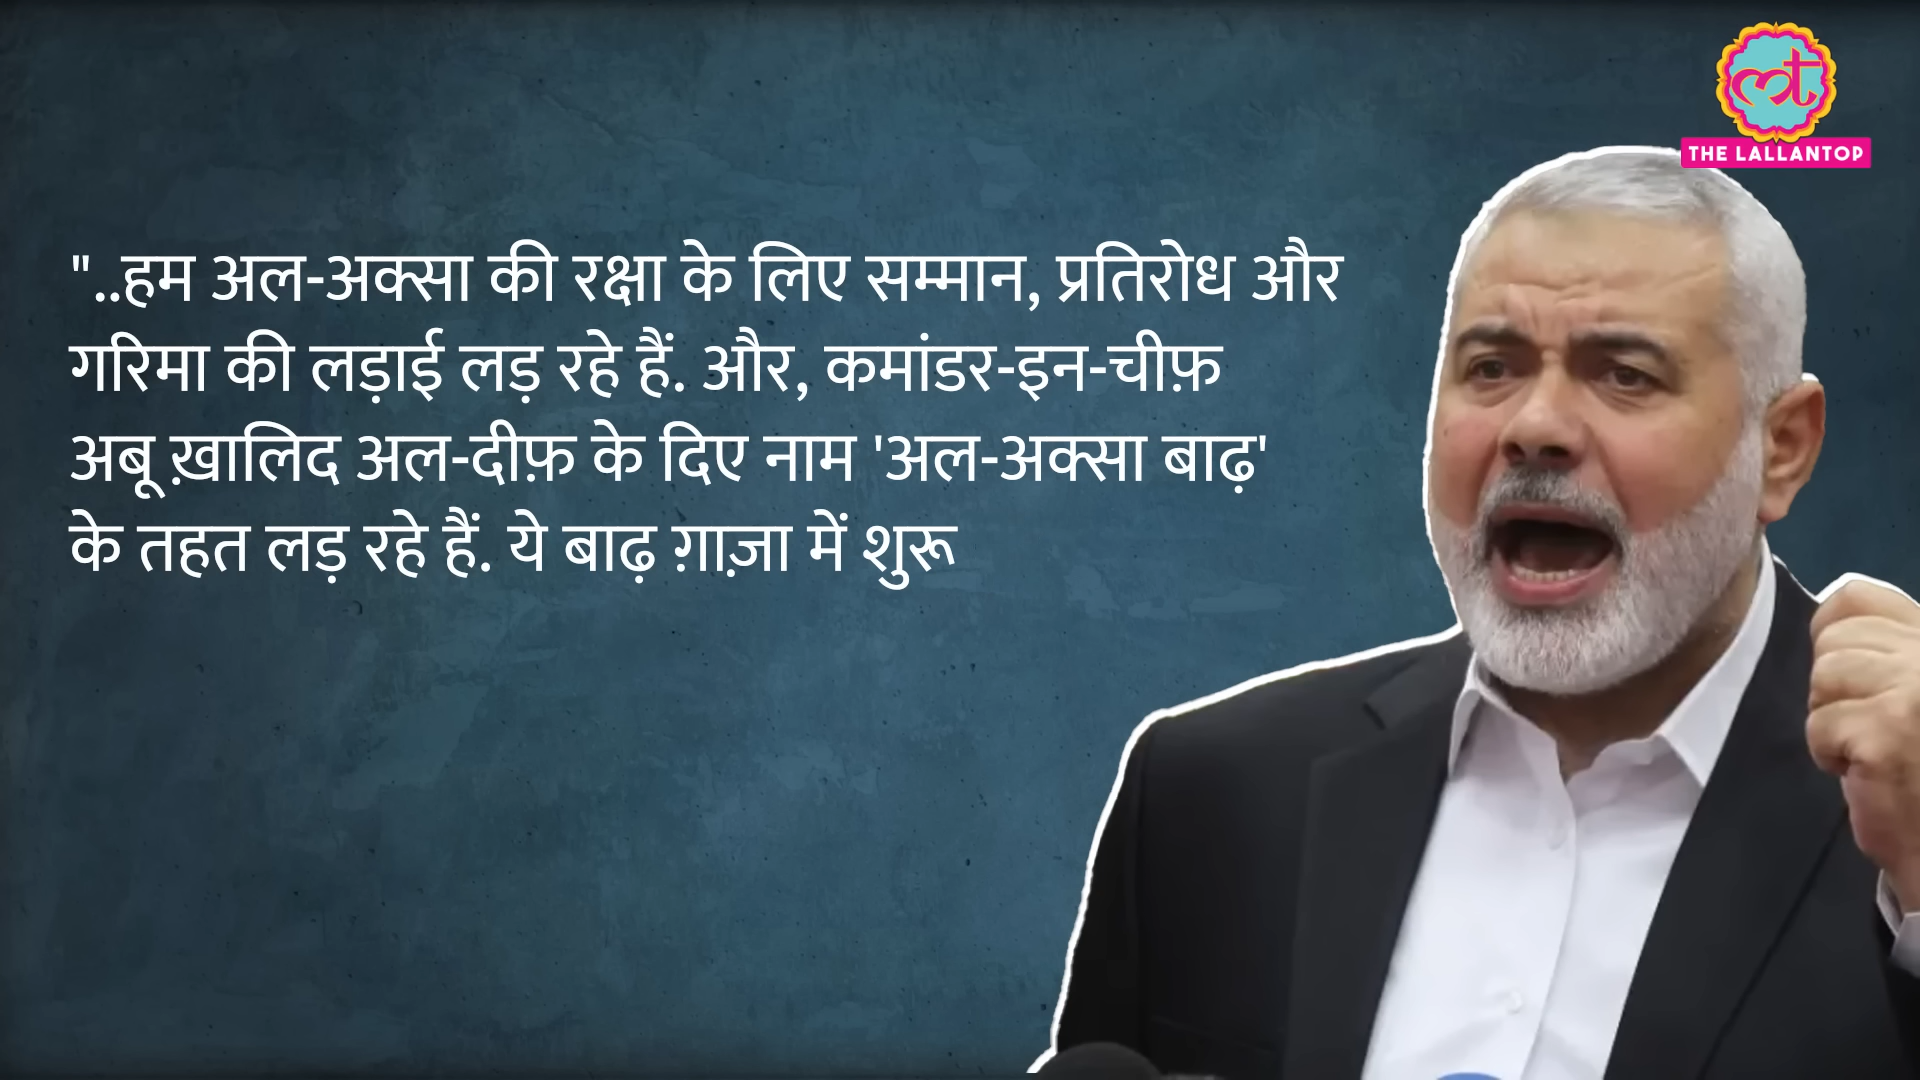 THE LALLANTOP
"..हम अल-अक्सा की रक्षा के लिए सम्मान, प्रतिरोध और
गरिमा की लड़ाई लड़ रहे हैं. और, कमांडर-इन-चीफ़
अबू ख़ालिद अल-दीफ़ के दिए नाम 'अल-अक्सा बाढ़'
के तहत लड़ रहे हैं. ये बाढ़ ग़ाज़ा में शुरू